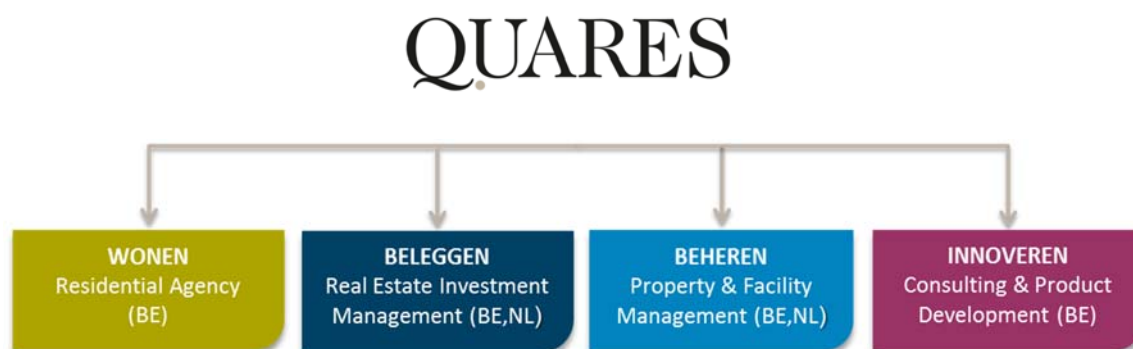 QUARES
WONEN
Residential Agency
(BE)
BELEGGEN
Real Estate Investment
Management (BE,NL)
BEHEREN
Property & Facility
Management (BE,NL)
INNOVEREN
Consulting & Product
Development (BE)